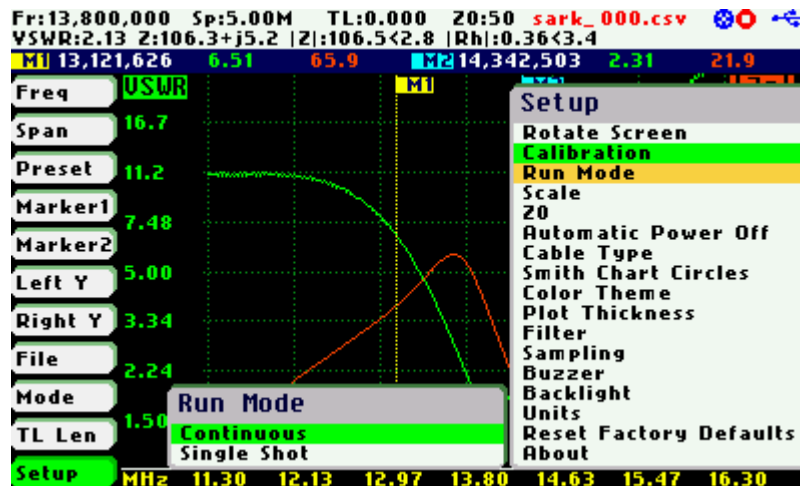 Fr:13,800,000 Sp:5.00M TL:0.000 Z0:50 sark_000.csv
VSWR:2.13 Z:106.3+j5.2 |Z|:106.5<2.8 |Rh|:0.36<3.4
M1 13,121,626 6.51 65.9 M2 14,342,503 2.31 21.9
Freq
Span
Preset
Marker1
Marker2
Left Y
Right Y
File
Mode
TL Len
Setup
VSWR
16.7
11.2
7.48
5.00
3.34
2.24
1.50
M1
Setup
Rotate Screen
Calibration
Run Mode
Scale
Z0
Automatic Power Off
Cable Type
Smith Chart Circles
Color Theme
Plot Thickness
Filter
Sampling
Buzzer
Backlight
Units
Reset Factory Defaults
About
Run Mode
Continuous
Single Shot
MHz 11.30 12.13 12.97 13.80 14.63 15.47 16.30